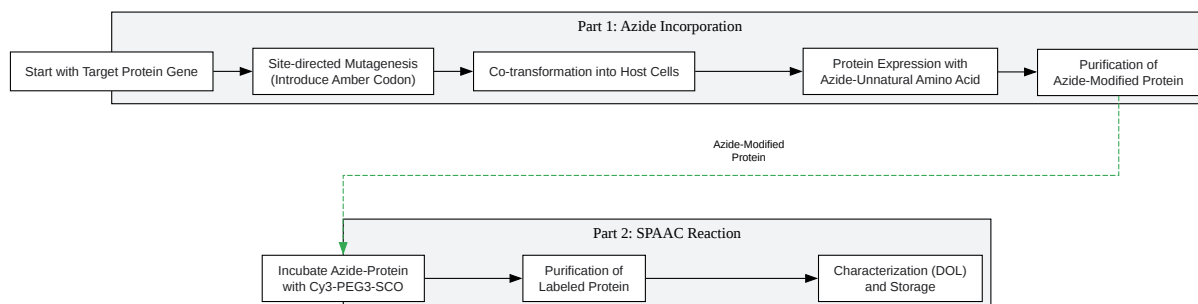 Part 1: Azide Incorporation
Start with Target Protein Gene
Site-directed Mutagenesis
(Introduce Amber Codon)
Co-transformation into Host Cells
Protein Expression with
Azide-Unnatural Amino Acid
Purification of
Azide-Modified Protein
Azide-Modified
Protein
Part 2: SPAAC Reaction
Incubate Azide-Protein
with Cy3-PEG3-SCO
Purification of
Labeled Protein
Characterization (DOL)
and Storage